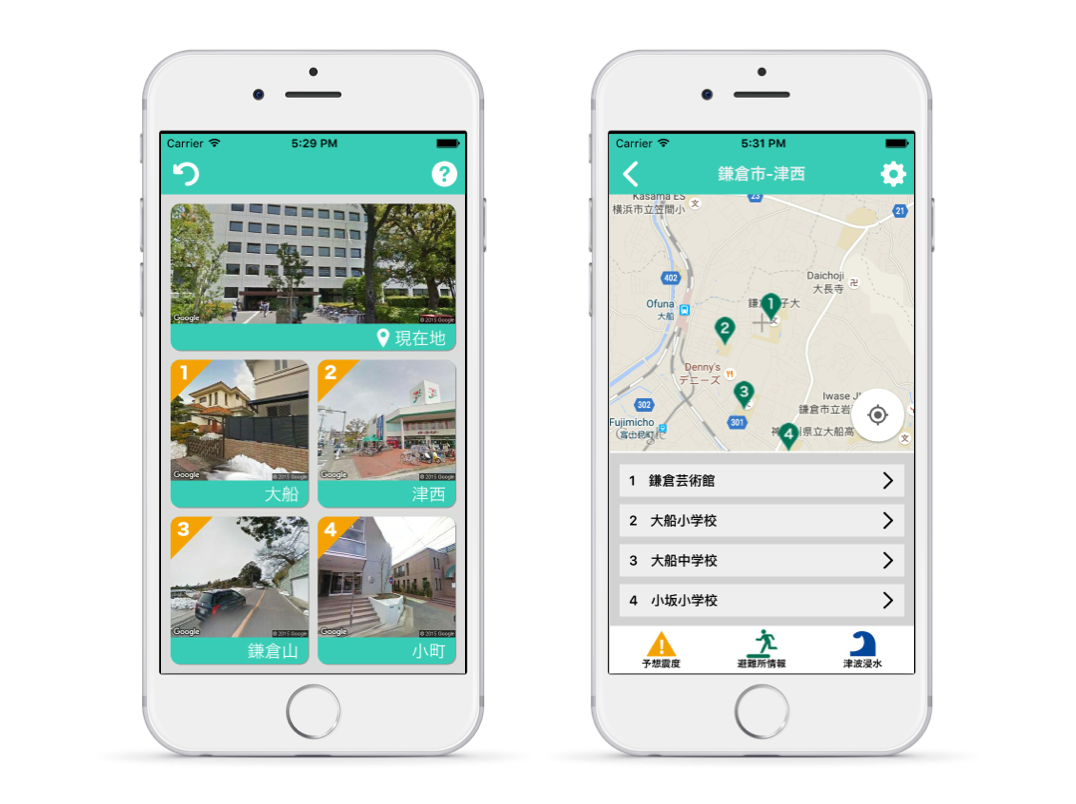 Carrier 5:29 PM
?
Google © 2015 Google
現在地
1
Google © 2015 Google
大船
2
Google © 2015 Google
津西
3
Google © 2015 Google
鎌倉山
4
Google © 2015 Google
小町
Carrier 5:31 PM
鎌倉市-津西
Kasama ES
横浜市立笠間小
文
23
21
402
Daichoji
大長寺
卍
Ofuna
大船
1
子大
2
Denny's
デニーズ
3
302
301
Iwase J
鎌倉市立岩
Fujimicho
(富士見町)
4
県立大船高
文
1 鎌倉芸術館
2 大船小学校
3 大船中学校
4 小坂小学校
予想震度
避難所情報
津波浸水